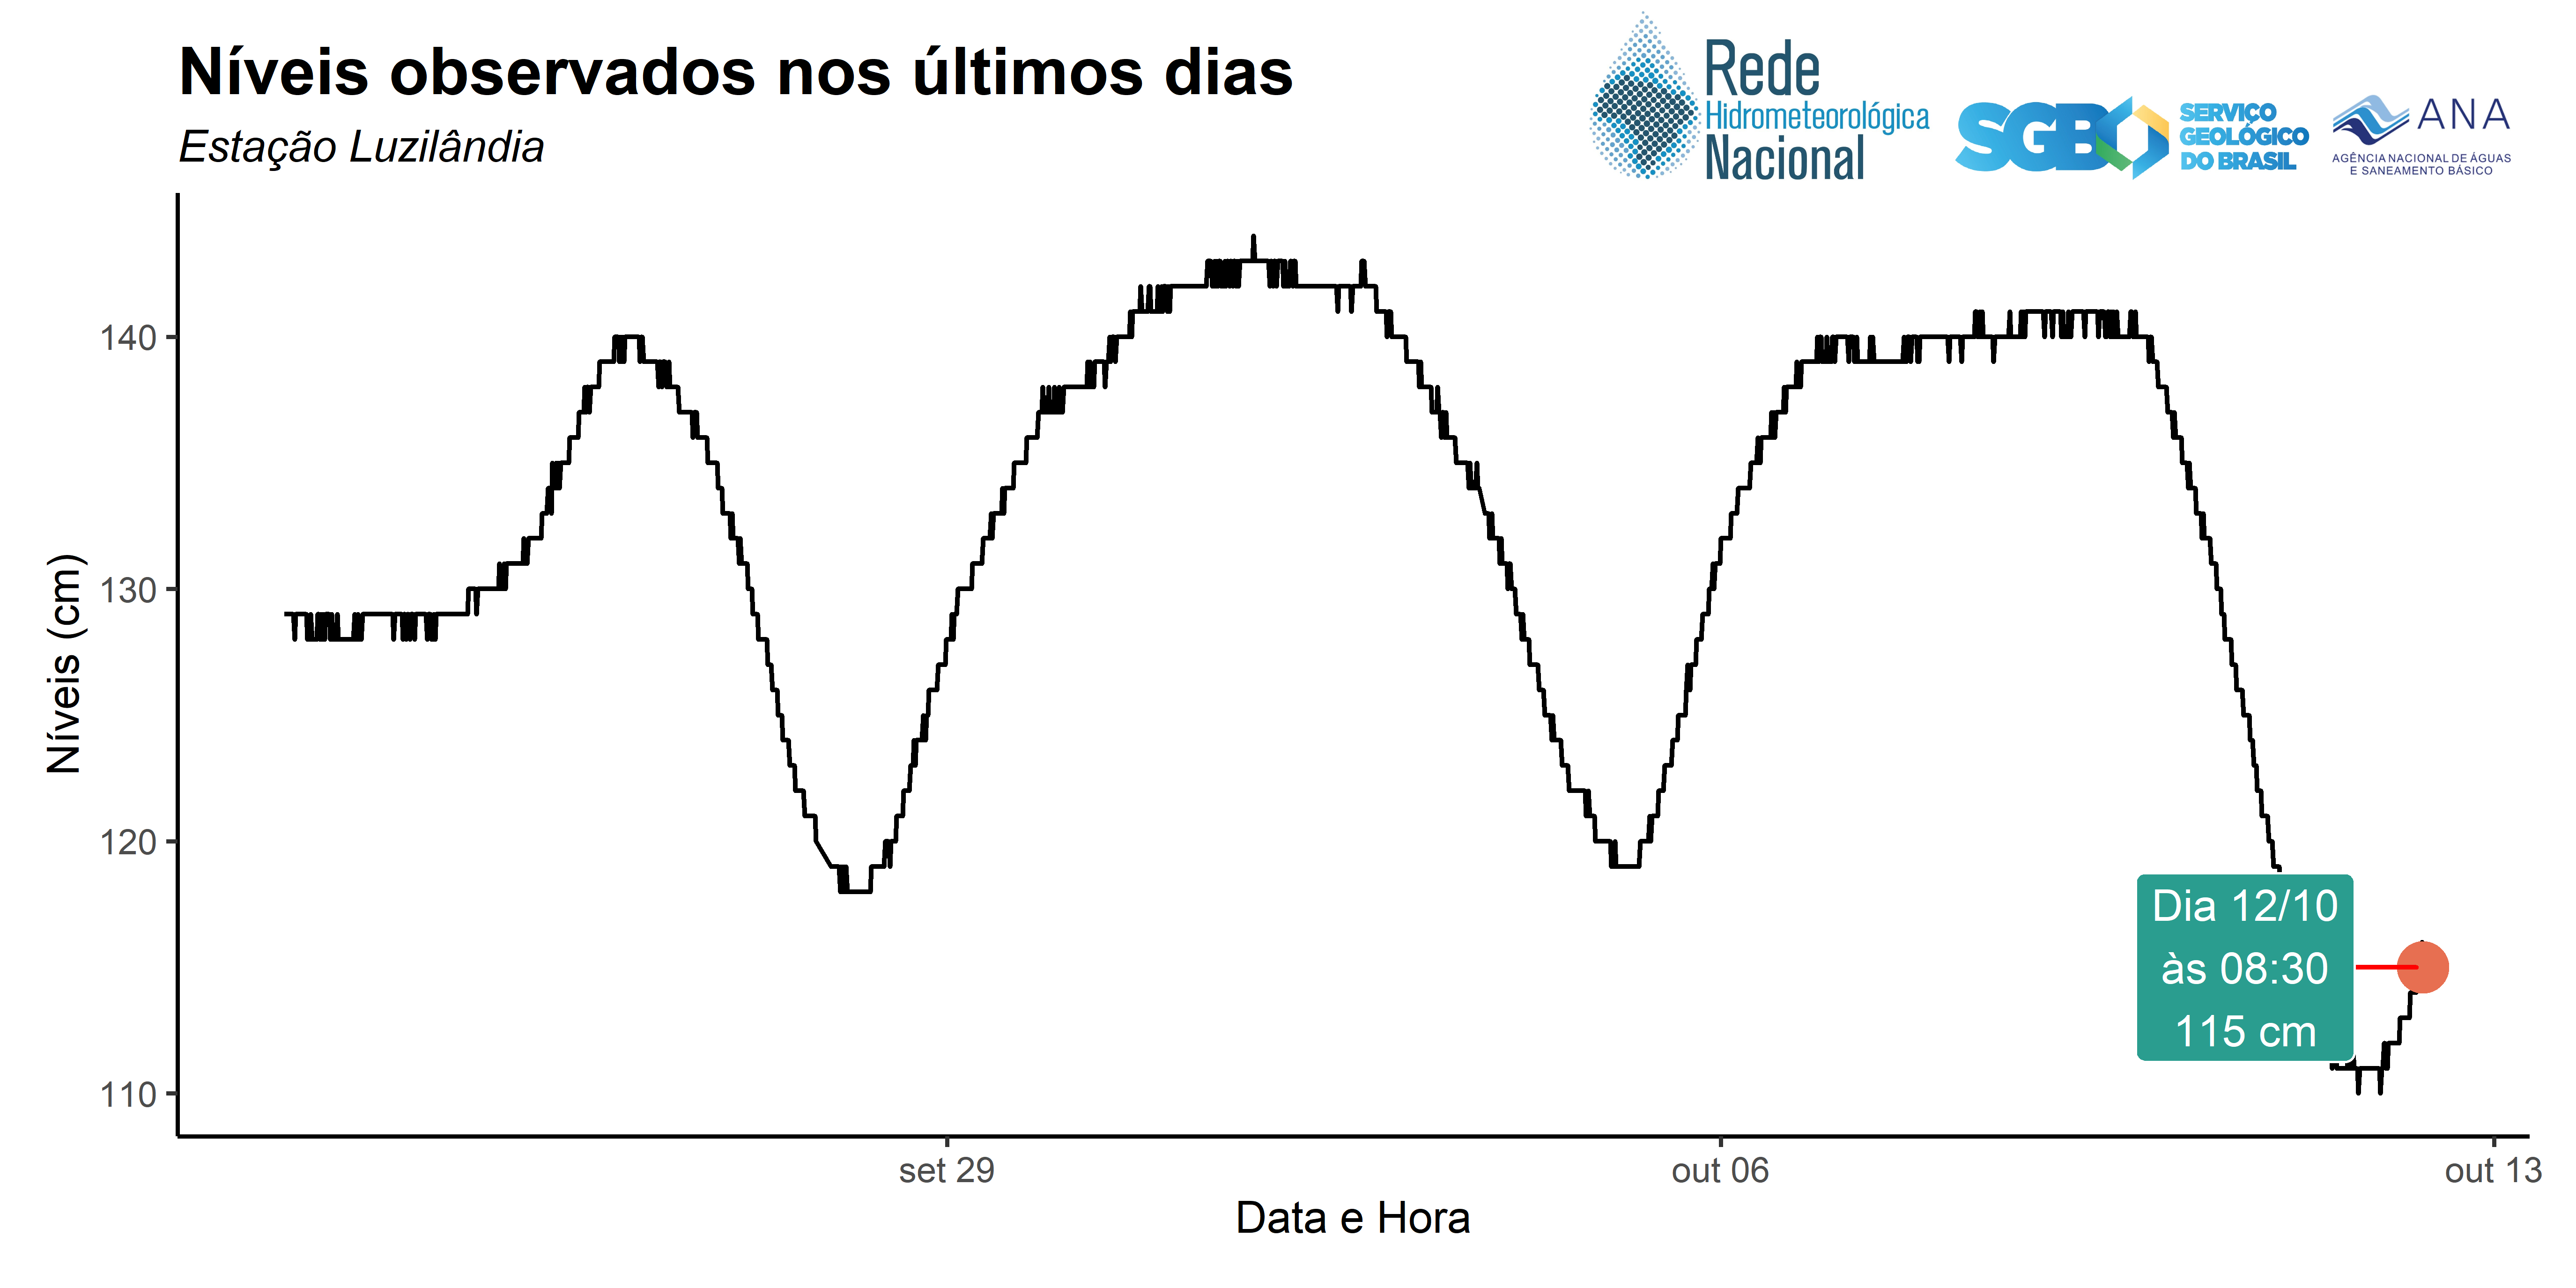 Níveis observados nos últimos dias
Estação Luzilândia
Rede
Hidrometeorológica
Nacional
SGB
SERVIÇO
GEOLÓGICO
DO BRASIL
ANA
AGÊNCIA NACIONAL DE ÁGUAS
E SANEAMENTO BÁSICO
Níveis (cm)
140
130
120
110
Dia 12/10
às 08:30
115 cm
set 29
out 06
out 13
Data e Hora